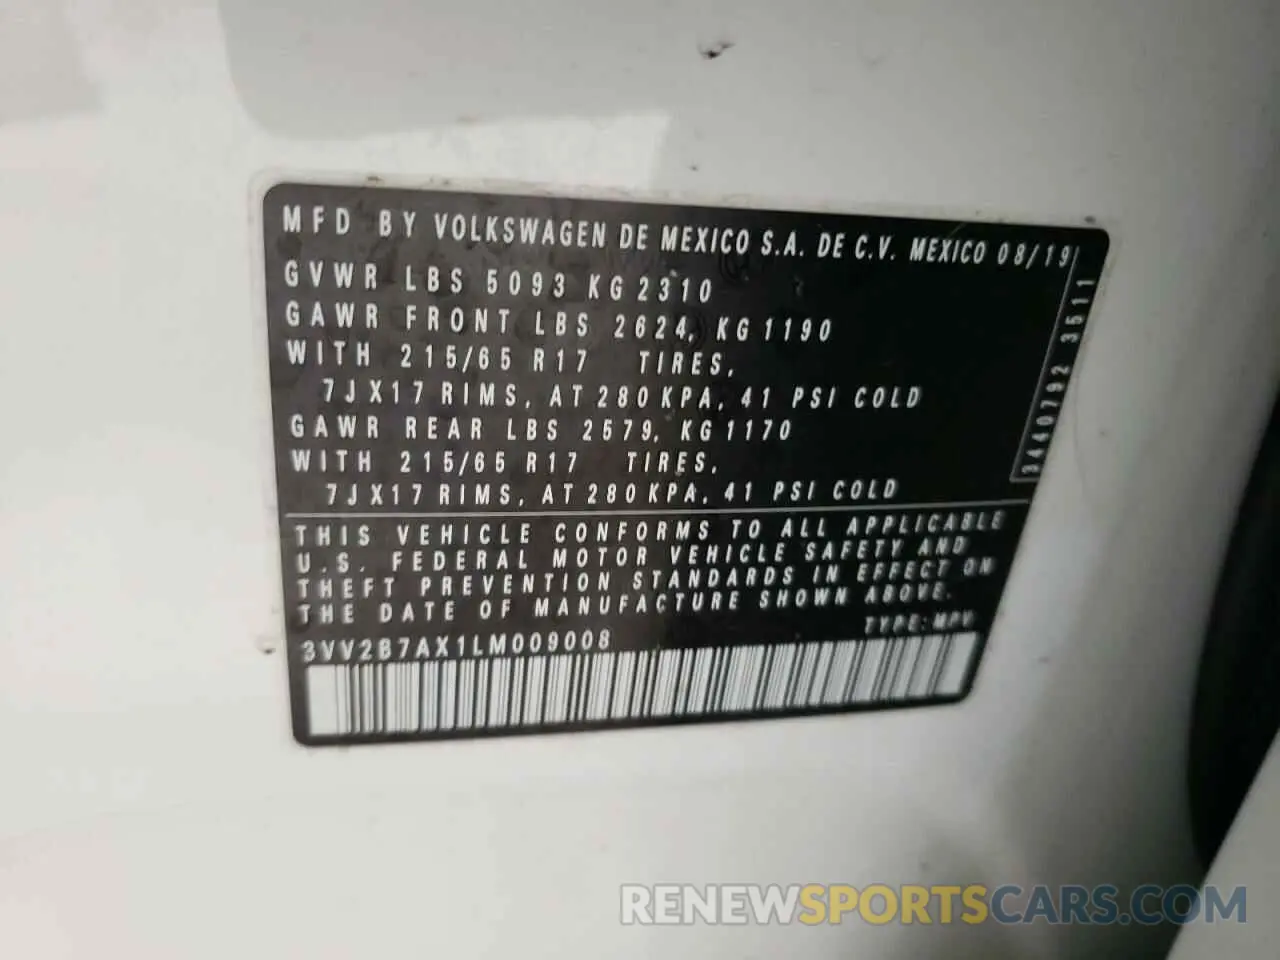 MFD BY VOLKSWAGEN DE MEXICO S.A. DE C.V. MEXICO 08/19
GVWR LBS 5093 KG 2310
GAWR FRONT LBS 2624, KG 1190
WITH 215/65 R17 TIRES,
7JX17 RIMS, AT 280 KPA, 41 PSI COLD
GAWR REAR LBS 2579, KG 1170
WITH 215/65 R17 TIRES,
7JX17 RIMS, AT 280 KPA, 41 PSI COLD
3440792 3511
THIS VEHICLE CONFORMS TO ALL APPLICABLE
U.S. FEDERAL MOTOR VEHICLE SAFETY AND
THEFT PREVENTION STANDARDS IN EFFECT ON
THE DATE OF MANUFACTURE SHOWN ABOVE.
TYPE: MPV
3VV2B7AX1LM009008
RENEWSPORTSCARS.COM